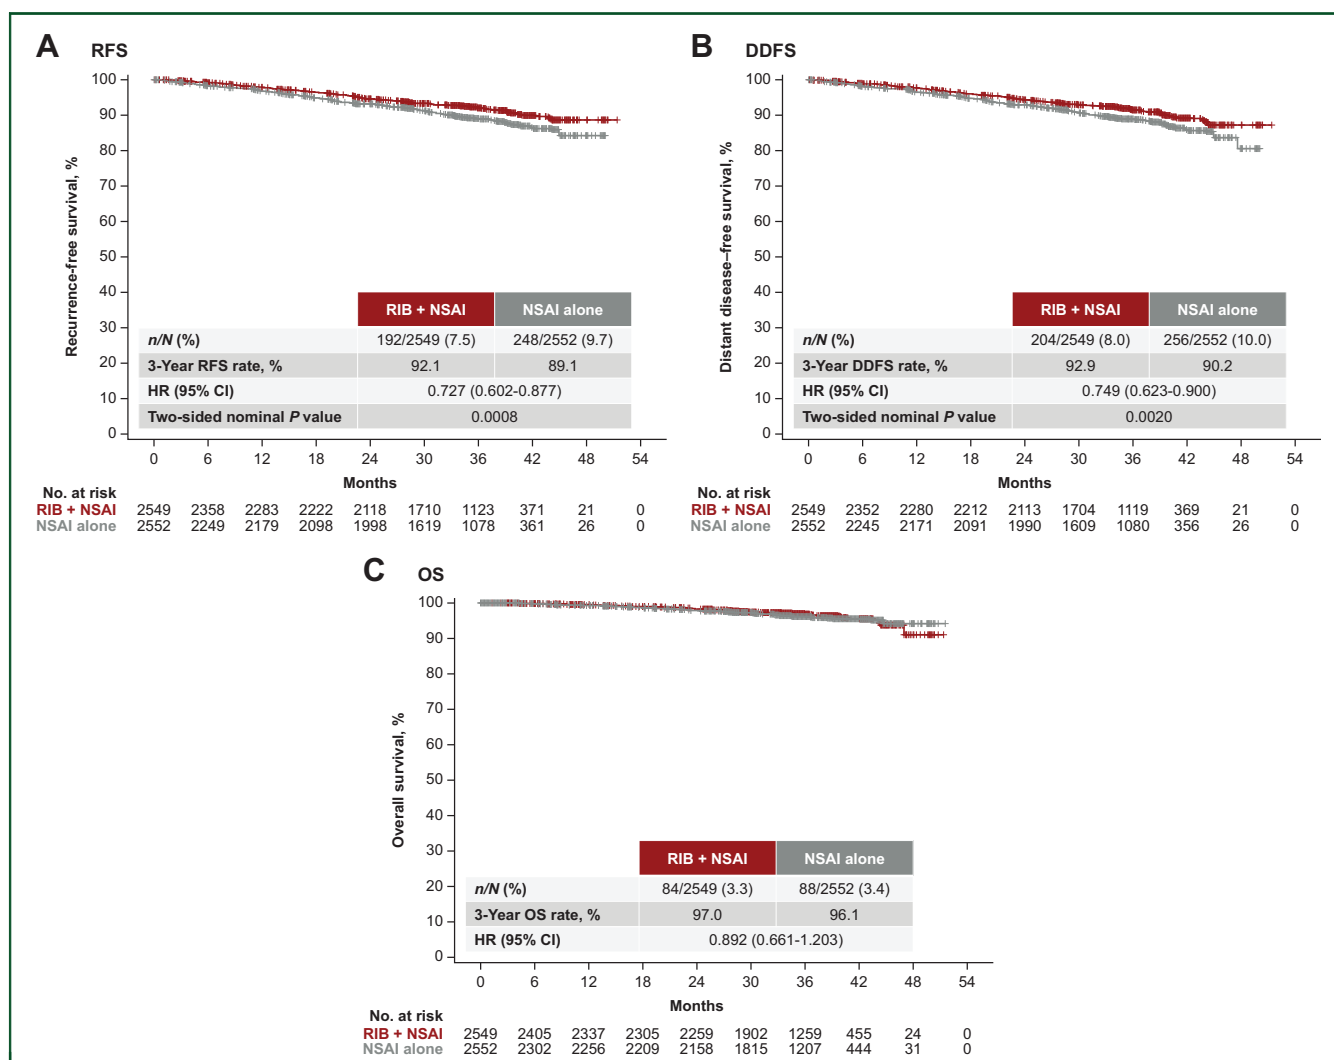 A RFS
100
90
80
70
60
50
40
30
20
10
0
Recurrence-free survival, %
RIB + NSAI NSAI alone
n/N (%) 192/2549 (7.5) 248/2552 (9.7)
3-Year RFS rate, % 92.1 89.1
HR (95% CI) 0.727 (0.602-0.877)
Two-sided nominal P value 0.0008
0 6 12 18 24 30 36 42 48 54
Months
No. at risk
RIB + NSAI 2549 2358 2283 2222 2118 1710 1123 371 21 0
NSAI alone 2552 2249 2179 2098 1998 1619 1078 361 26 0
B DDFS
100
90
80
70
60
50
40
30
20
10
0
Distant disease–free survival, %
RIB + NSAI NSAI alone
n/N (%) 204/2549 (8.0) 256/2552 (10.0)
3-Year DDFS rate, % 92.9 90.2
HR (95% CI) 0.749 (0.623-0.900)
Two-sided nominal P value 0.0020
0 6 12 18 24 30 36 42 48 54
Months
No. at risk
RIB + NSAI 2549 2352 2280 2212 2113 1704 1119 369 21 0
NSAI alone 2552 2245 2171 2091 1990 1609 1080 356 26 0
C OS
100
90
80
70
60
50
40
30
20
10
0
Overall survival, %
RIB + NSAI NSAI alone
n/N (%) 84/2549 (3.3) 88/2552 (3.4)
3-Year OS rate, % 97.0 96.1
HR (95% CI) 0.892 (0.661-1.203)
0 6 12 18 24 30 36 42 48 54
Months
No. at risk
RIB + NSAI 2549 2405 2337 2305 2259 1902 1259 455 24 0
NSAI alone 2552 2302 2256 2209 2158 1815 1207 444 31 0